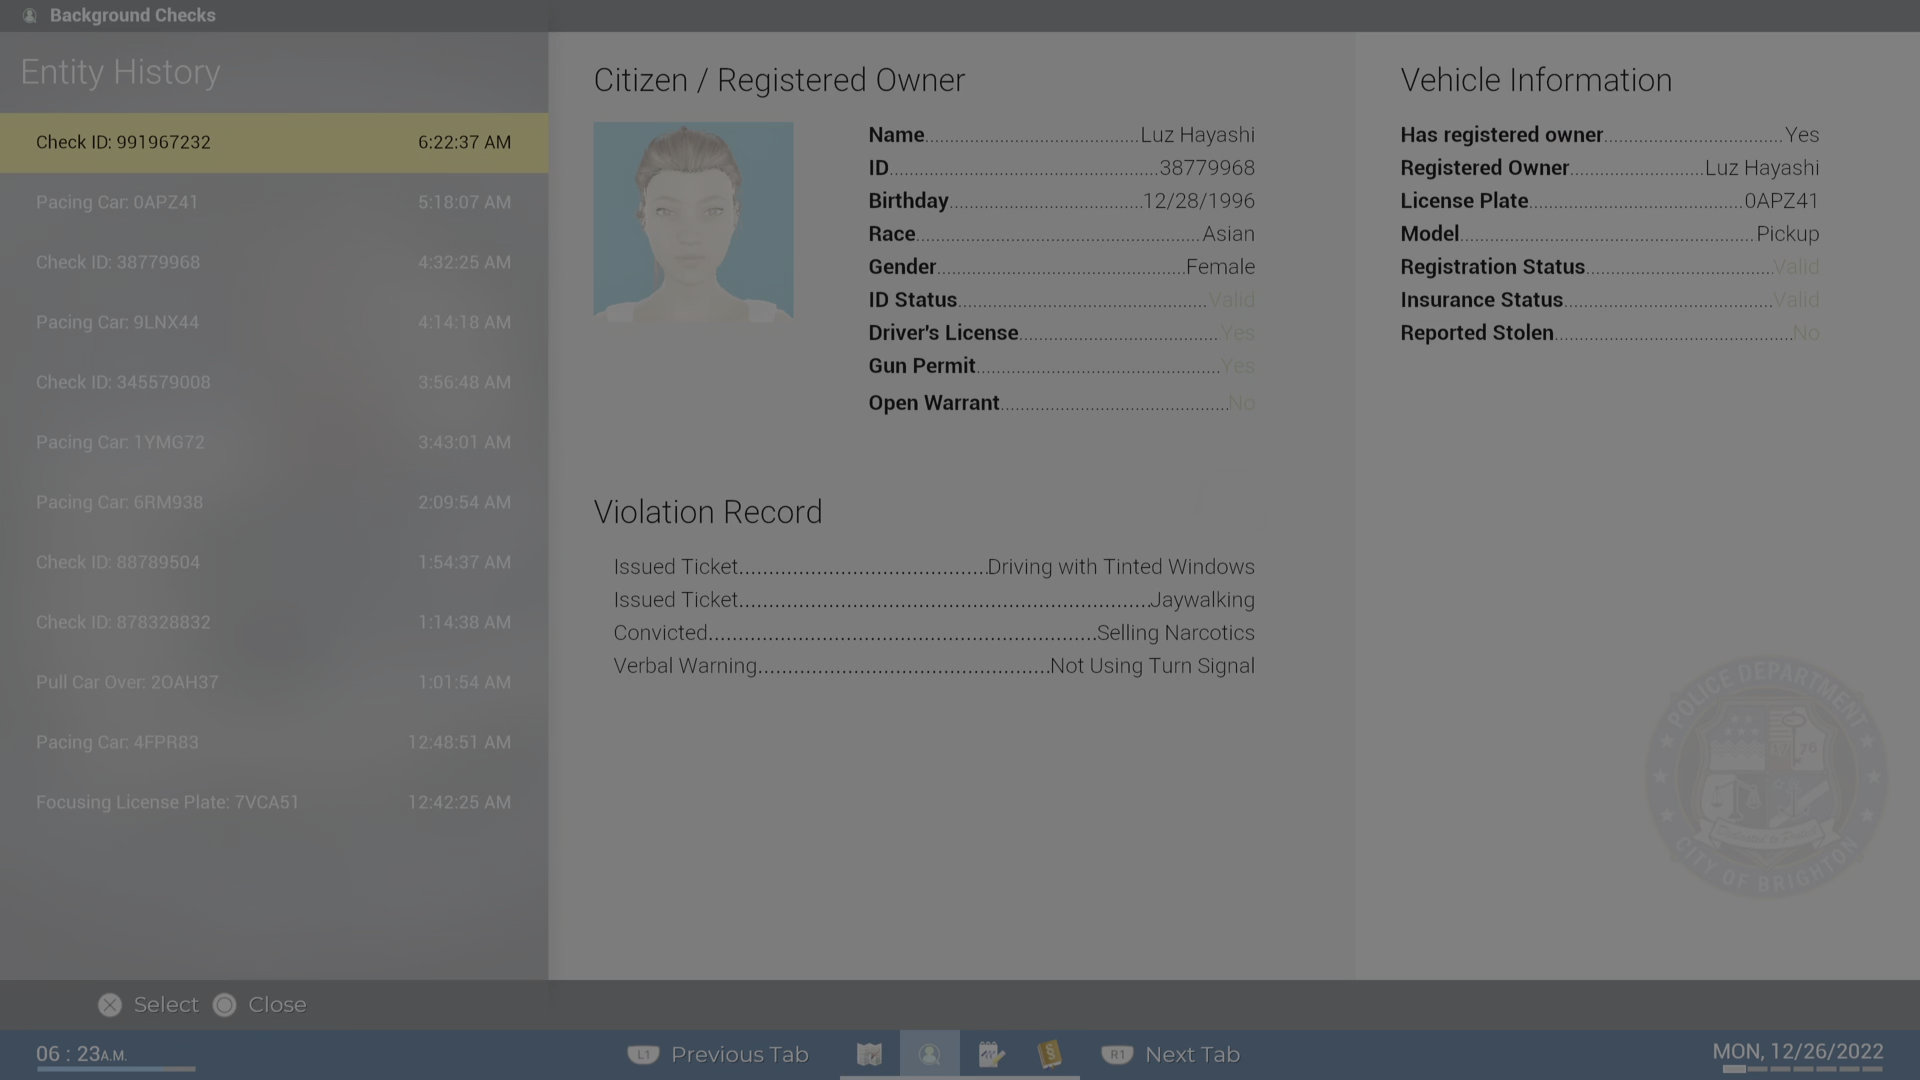 Background Checks
Entity History
Check ID: 991967232 6:22:37 AM
Pacing Car: 0APZ41 5:18:07 AM
Check ID: 38779968 4:32:25 AM
Pacing Car: 9LNX44 4:14:18 AM
Check ID: 345579008 3:56:48 AM
Pacing Car: 1YMG72 3:43:01 AM
Pacing Car: 6RM938 2:09:54 AM
Check ID: 88789504 1:54:37 AM
Check ID: 878328832 1:14:38 AM
Pull Car Over: 2OAH37 1:01:54 AM
Pacing Car: 4FPR83 12:48:51 AM
Focusing License Plate: 7VCA51 12:42:25 AM
Citizen / Registered Owner
Name Luz Hayashi
ID 38779968
Birthday 12/28/1996
Race Asian
Gender Female
ID Status Valid
Driver's License Yes
Gun Permit Yes
Open Warrant No
Violation Record
Issued Ticket Driving with Tinted Windows
Issued Ticket Jaywalking
Convicted Selling Narcotics
Verbal Warning Not Using Turn Signal
Vehicle Information
Has registered owner Yes
Registered Owner Luz Hayashi
License Plate 0APZ41
Model Pickup
Registration Status Valid
Insurance Status Valid
Reported Stolen No
POLICE DEPARTMENT
CITY OF BRIGHTON
Select Close
06 : 23 A.M.
L1 Previous Tab
R1 Next Tab
MON, 12/26/2022